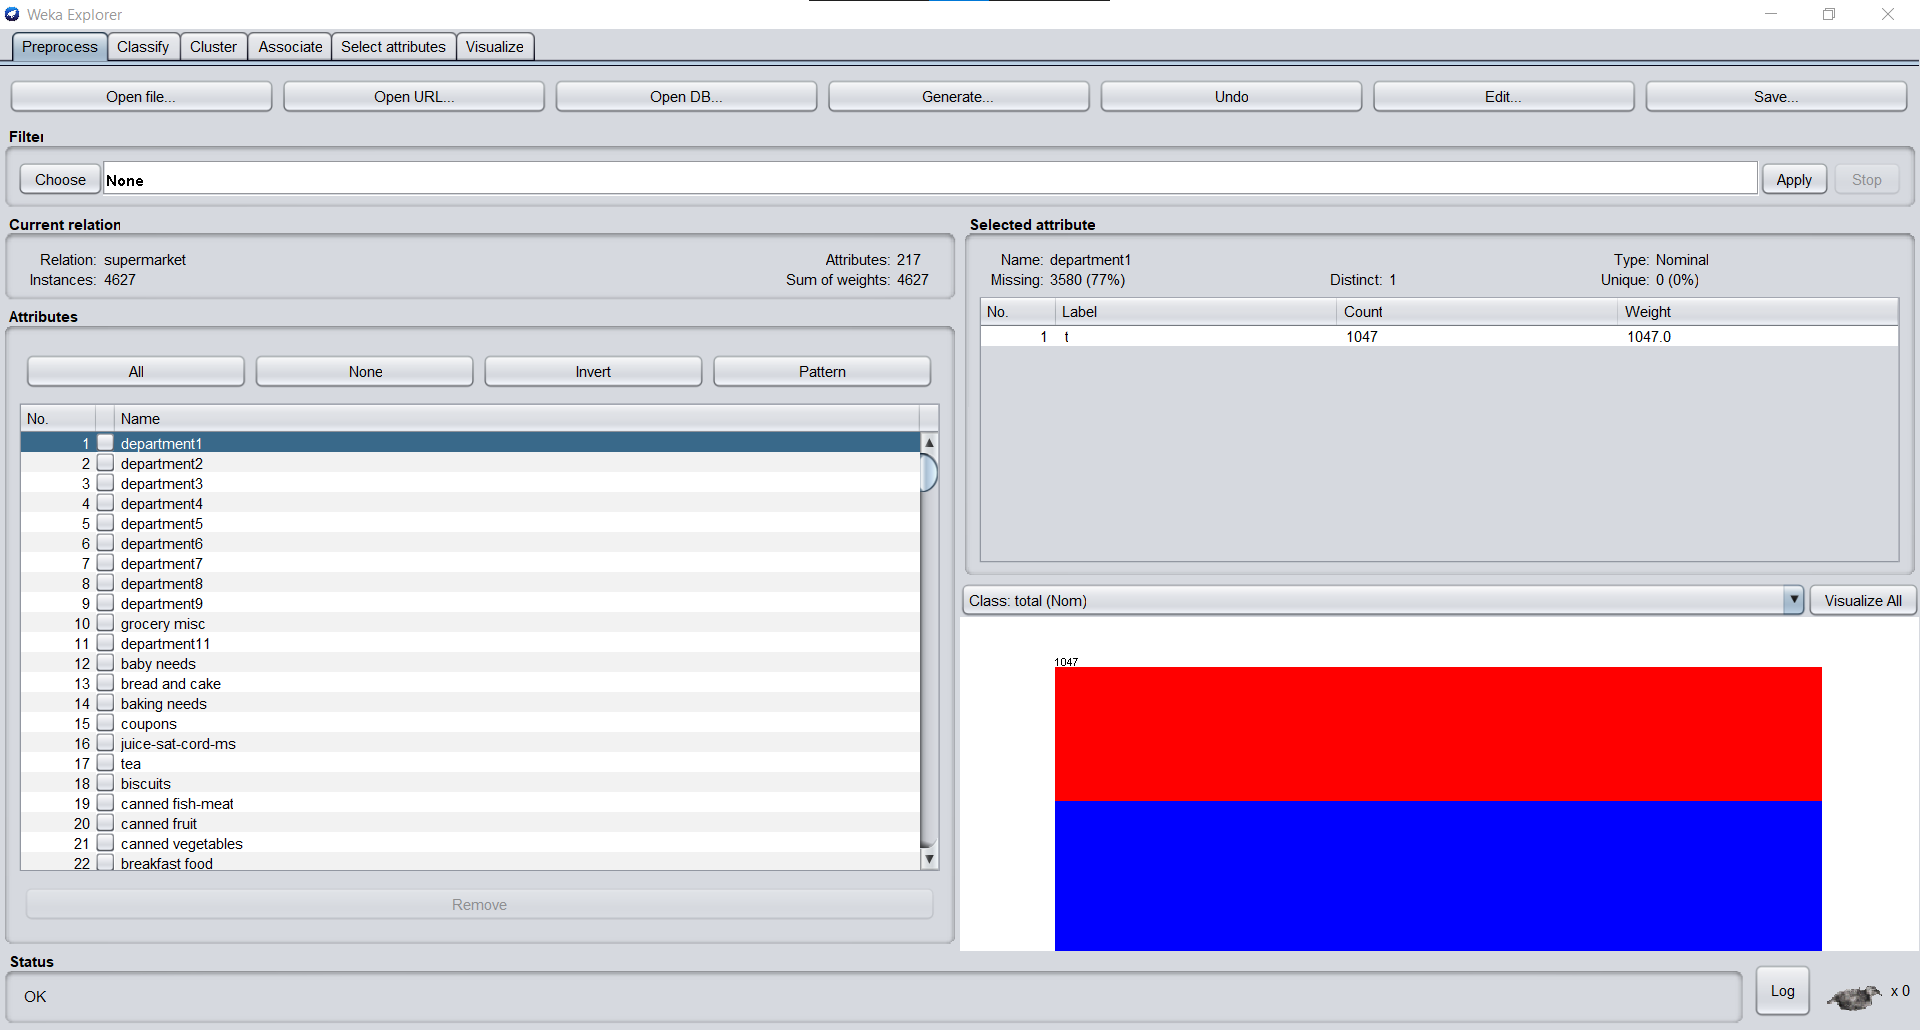 Weka Explorer
Preprocess Classify Cluster Associate Select attributes Visualize
Open file... Open URL... Open DB... Generate... Undo Edit... Save...
Filter
Choose None Apply Stop
Current relation
Relation: supermarket Attributes: 217
Instances: 4627 Sum of weights: 4627
Selected attribute
Name: department1 Type: Nominal
Missing: 3580 (77%) Distinct: 1 Unique: 0 (0%)
No. Label Count Weight
1 t 1047 1047.0
Attributes
All None Invert Pattern
No. Name
1 department1
2 department2
3 department3
4 department4
5 department5
6 department6
7 department7
8 department8
9 department9
10 grocery misc
11 department11
12 baby needs
13 bread and cake
14 baking needs
15 coupons
16 juice-sat-cord-ms
17 tea
18 biscuits
19 canned fish-meat
20 canned fruit
21 canned vegetables
22 breakfast food
Remove
Class: total (Nom) Visualize All
1047
Status
OK
Log x 0